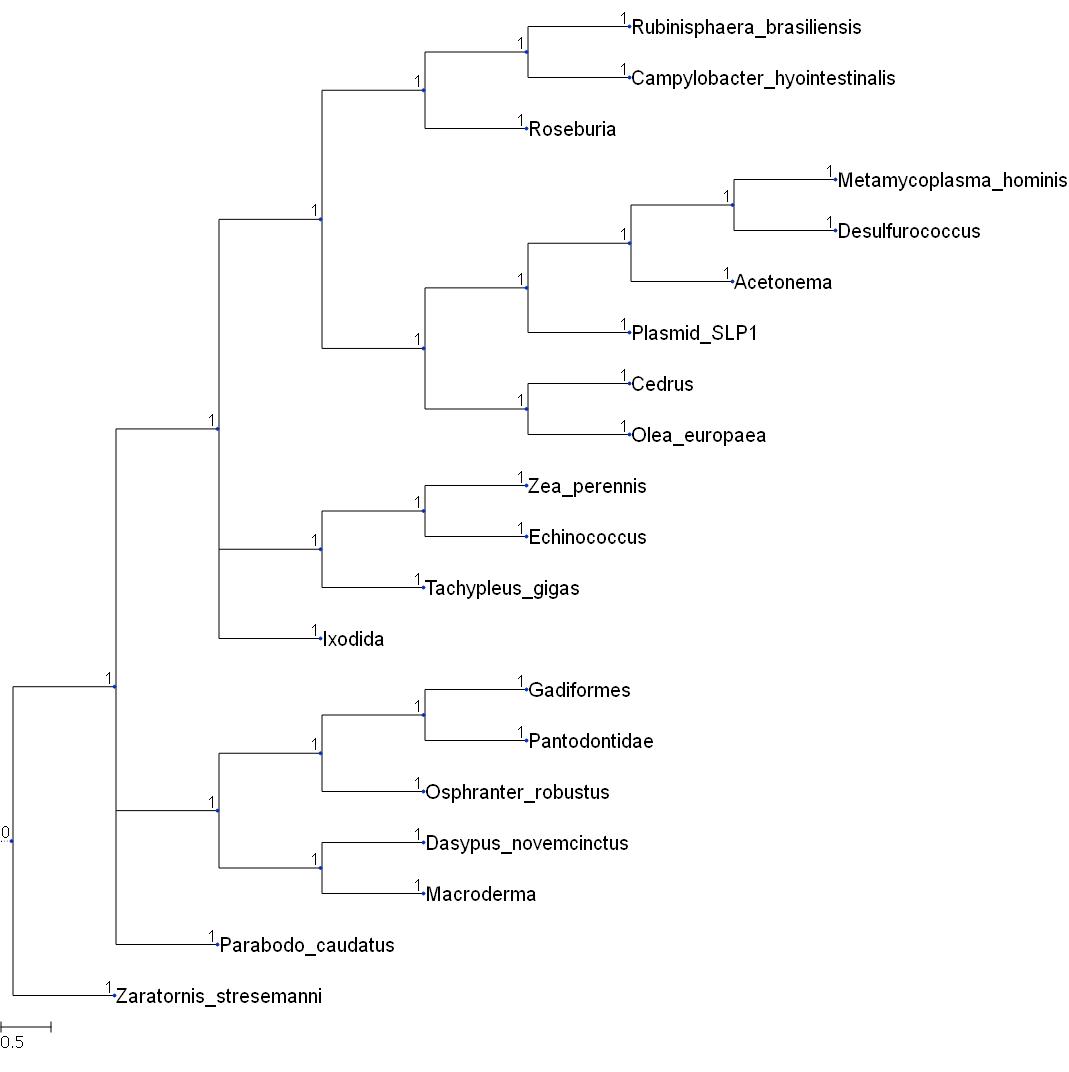 1 Rubinisphaera_brasiliensis
1
1 Campylobacter_hyointestinalis
1
1 Roseburia
1 Metamycoplasma_hominis
1
1
1 Desulfurococcus
1
1 Acetonema
1
1 Plasmid_SLP1
1
1 Cedrus
1
1
1 Olea_europaea
1 Zea_perennis
1
1 Echinococcus
1
1 Tachypleus_gigas
1 Ixodida
1
1 Gadiformes
1
1 Pantodontidae
1
1 Osphranter_robustus
1
0
1 Dasypus_novemcinctus
1
1 Macroderma
1 Parabodo_caudatus
1 Zaratornis_stresemanni
0.5